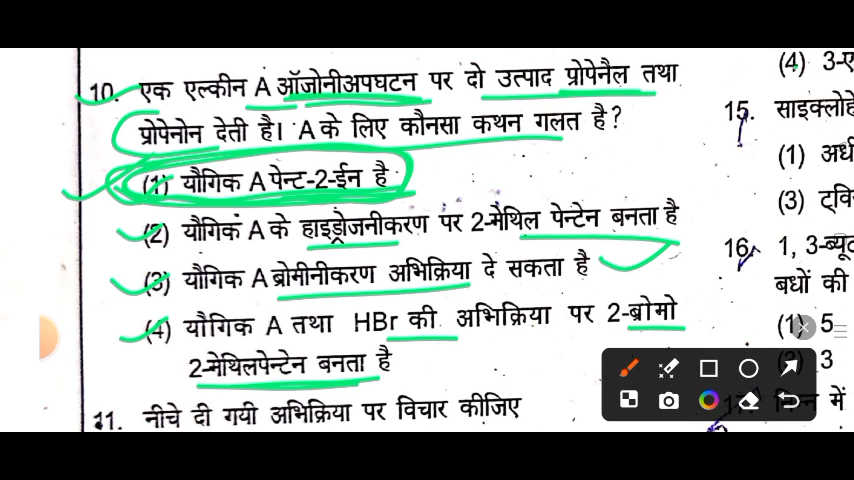 10. एक एल्कीन A ऑजोनीअपघटन पर दो उत्पाद प्रोपेनैल तथा
प्रोपेनोन देती है। A के लिए कौनसा कथन गलत है?
(1) यौगिक A पेन्ट-2-ईन है
(2) यौगिक A के हाइड्रोजनीकरण पर 2-मेथिल पेन्टेन बनता है
(3) यौगिक A ब्रोमीनीकरण अभिक्रिया दे सकता है
(4) यौगिक A तथा HBr की अभिक्रिया पर 2-ब्रोमो
2-मेथिलपेन्टेन बनता है
11. नीचे दी गयी अभिक्रिया पर विचार कीजिए
(4) 3-ए
15. साइक्लोहे
(1) अर्ध
(3) ट्वि
16. 1, 3-ब्यूट
बधों की
(1) 5
3
में